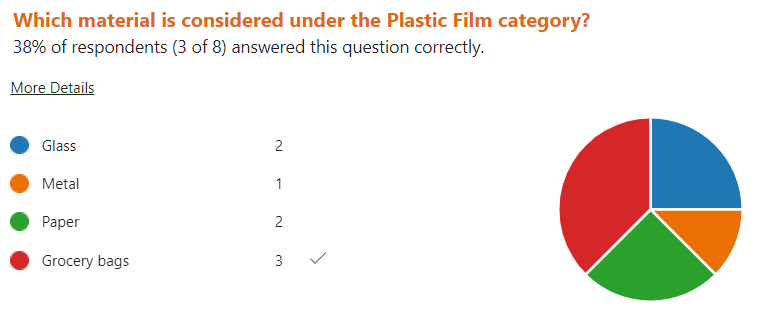 Which material is considered under the Plastic Film category?
38% of respondents (3 of 8) answered this question correctly.
More Details
Glass 2
Metal 1
Paper 2
Grocery bags 3